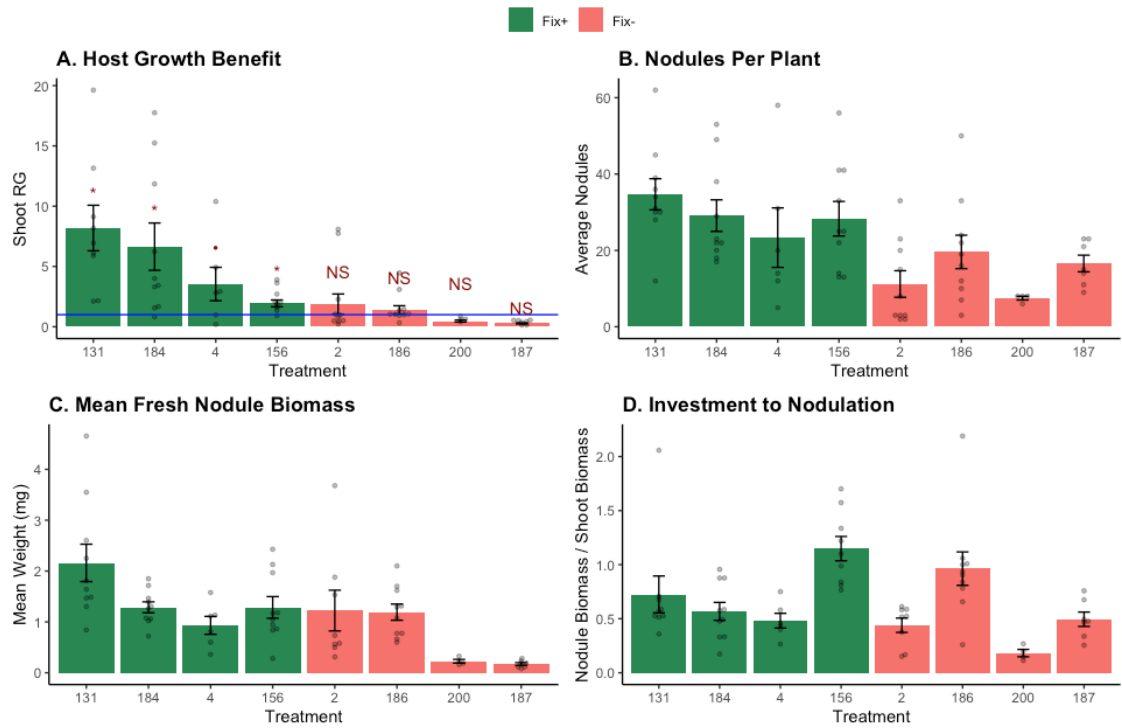 Fix+ Fix-
A. Host Growth Benefit
Shoot RG
20
15
10
5
0
*
*
•
*
NS
NS
NS
NS
131 184 4 156 2 186 200 187
Treatment
B. Nodules Per Plant
Average Nodules
60
40
20
0
131 184 4 156 2 186 200 187
Treatment
C. Mean Fresh Nodule Biomass
Mean Weight (mg)
4
3
2
1
0
131 184 4 156 2 186 200 187
Treatment
D. Investment to Nodulation
Nodule Biomass / Shoot Biomass
2.0
1.5
1.0
0.5
0.0
131 184 4 156 2 186 200 187
Treatment